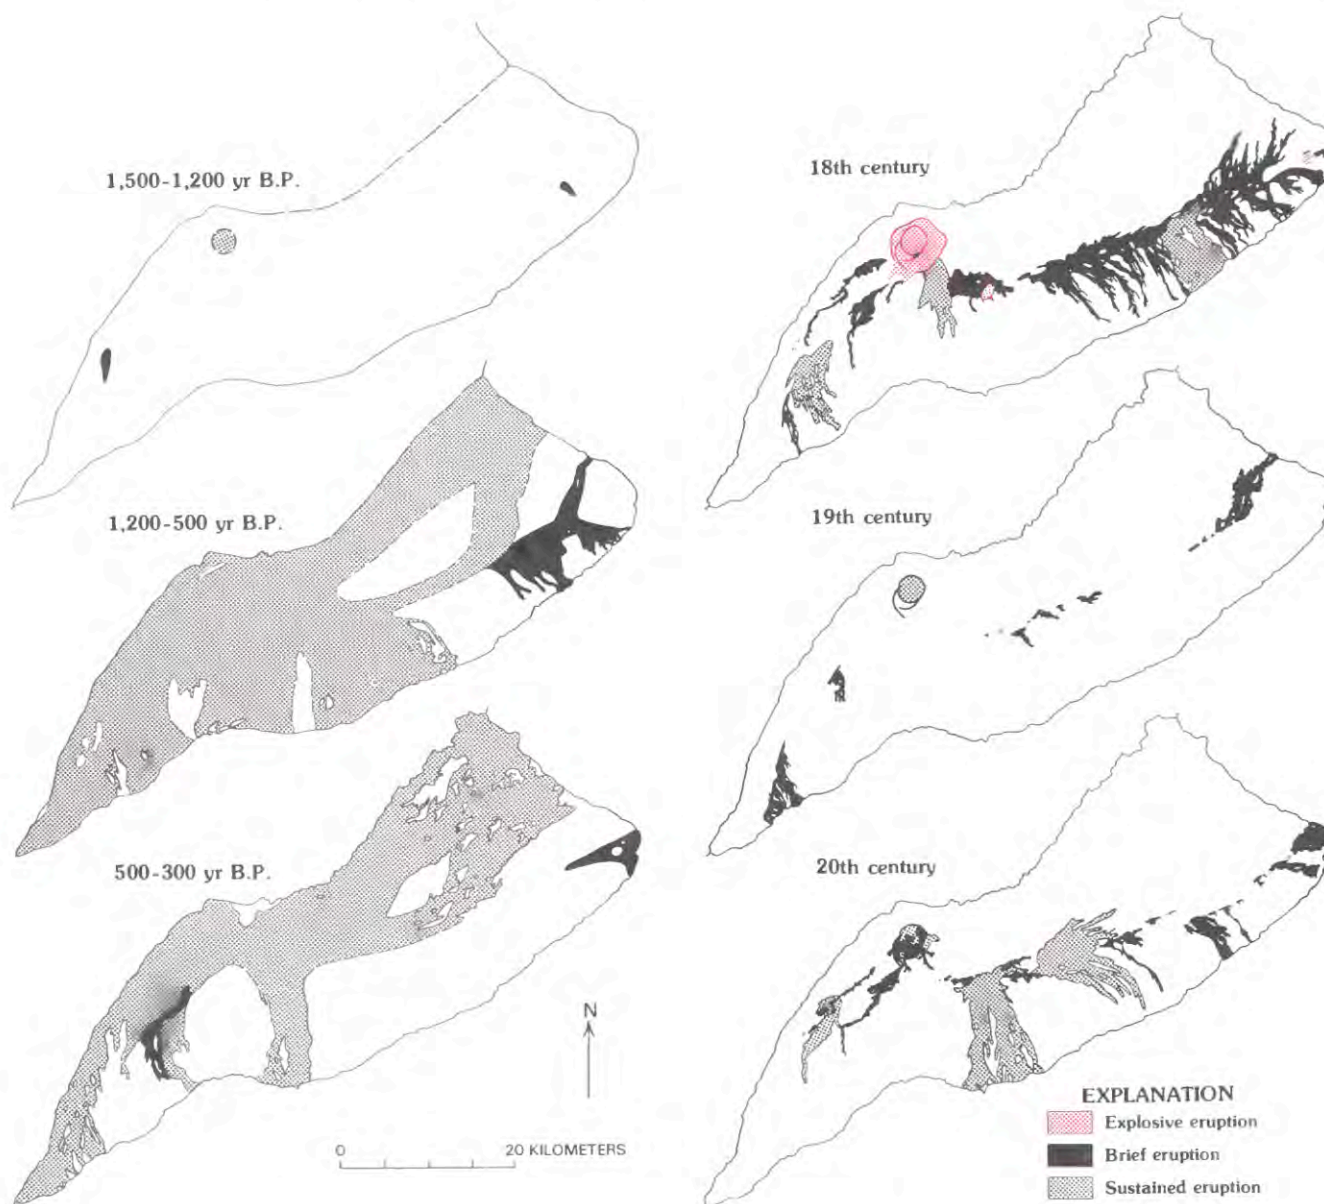 1,500-1,200 yr B.P.
1,200-500 yr B.P.
500-300 yr B.P.
N
0 20 KILOMETERS
18th century
19th century
20th century
EXPLANATION
Explosive eruption
Brief eruption
Sustained eruption